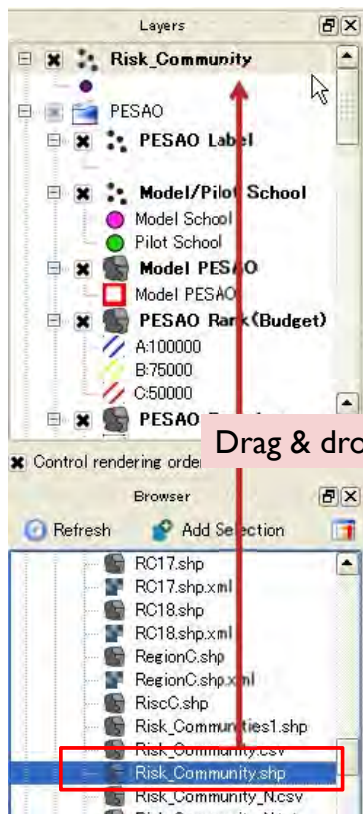 Layers
Risk_Community
PESAO
PESAO Label
Model/Pilot School
Model School
Pilot School
Model PESAO
Model PESAO
PESAO Rank(Budget)
A:100000
B:75000
C:50000
PESAO
Drag & dro
Control rendering order
Browser
Refresh
Add Selection
RC17.shp
RC17.shp.xml
RC18.shp
RC18.shp.xml
RegionC.shp
RegionC.shp.xml
RiscC.shp
Risk_Communities1.shp
Risk_Community.csv
Risk_Community.shp
Risk_Community_N.csv